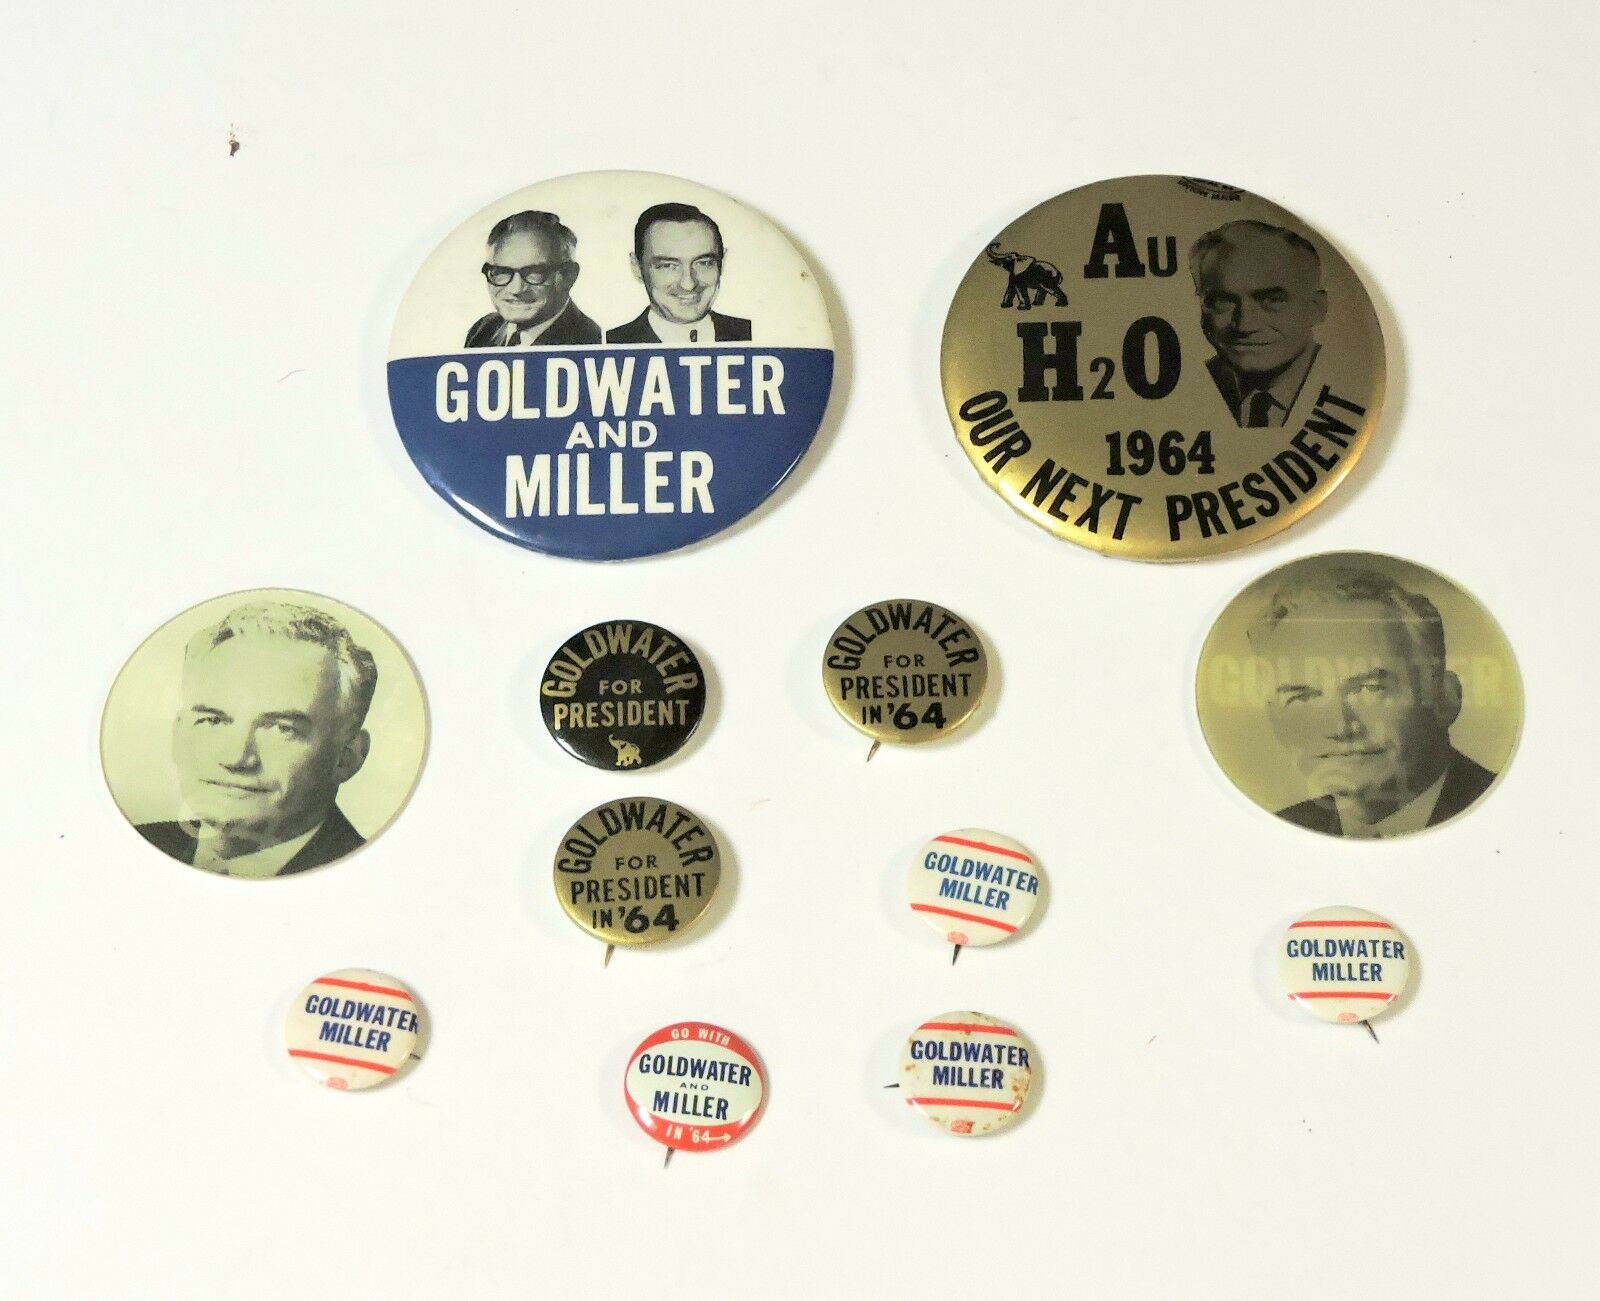 GOLDWATER
AND
MILLER
UNION MADE
AU
H2O
1964
OUR NEXT PRESIDENT
GOLDWATER
FOR
PRESIDENT
GOLDWATER
FOR
PRESIDENT
IN '64
GOLDWATER
GOLDWATER
FOR
PRESIDENT
IN '64
GOLDWATER
MILLER
GOLDWATER
MILLER
GOLDWATER
MILLER
GO WITH
GOLDWATER
AND
MILLER
IN '64→
GOLDWATER
MILLER